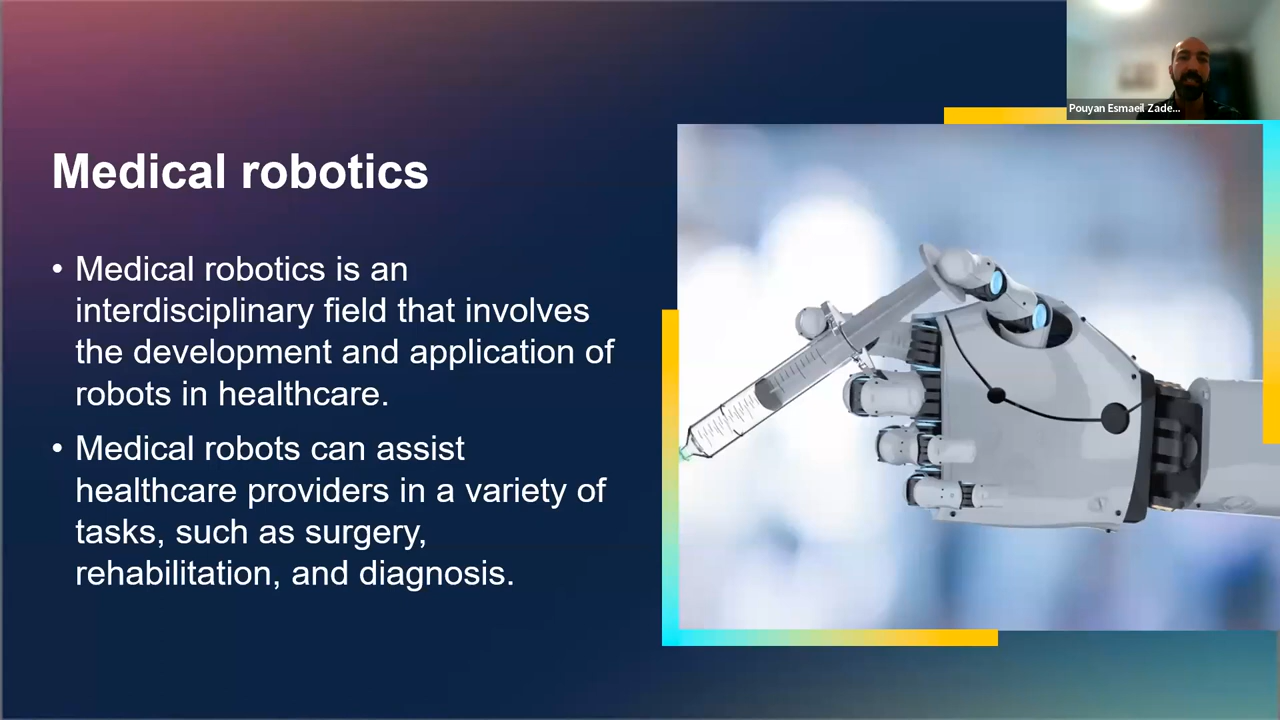 Pouyan Esmaeil Zade...
Medical robotics
• Medical robotics is an
interdisciplinary field that involves
the development and application of
robots in healthcare.
• Medical robots can assist
healthcare providers in a variety of
tasks, such as surgery,
rehabilitation, and diagnosis.